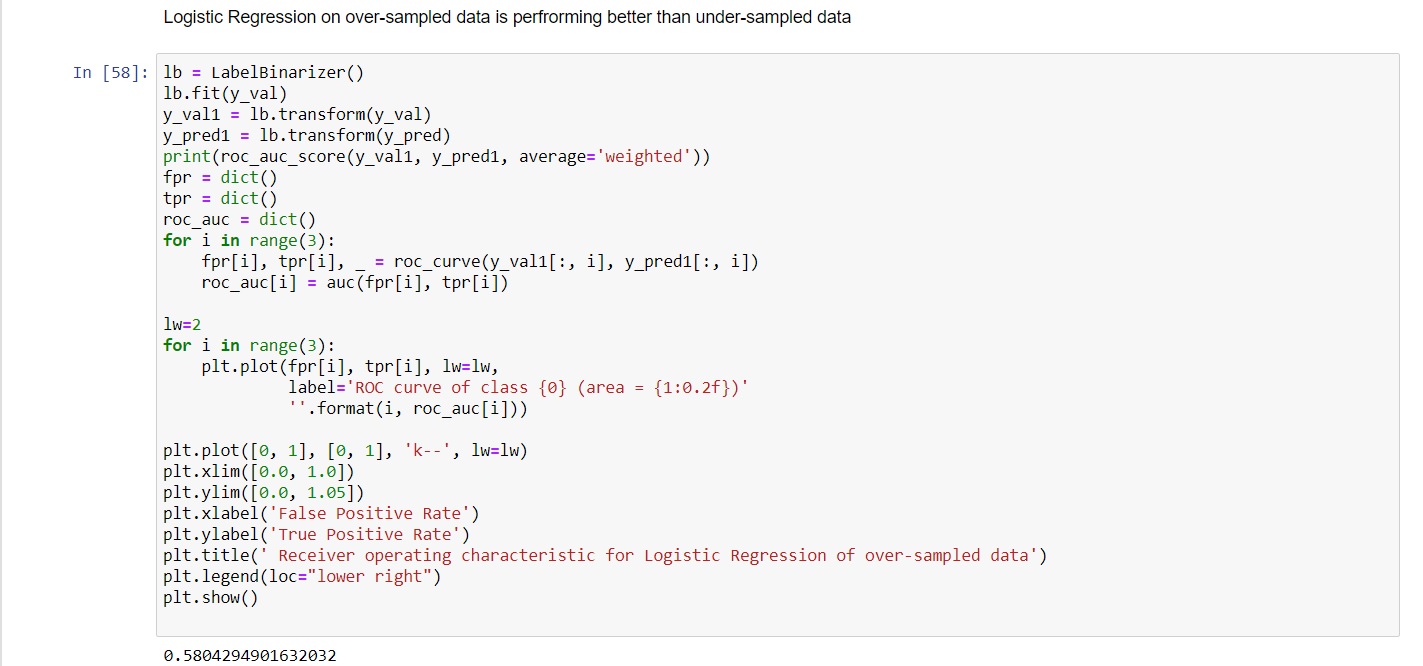 Logistic Regression on over-sampled data is perfrorming better than under-sampled data
In [58]: lb = LabelBinarizer()
lb.fit(y_val)
y_val1 = lb.transform(y_val)
y_pred1 = lb.transform(y_pred)
print(roc_auc_score(y_val1, y_pred1, average='weighted'))
fpr = dict()
tpr = dict()
roc_auc = dict()
for i in range(3):
    fpr[i], tpr[i], _ = roc_curve(y_val1[:, i], y_pred1[:, i])
    roc_auc[i] = auc(fpr[i], tpr[i])
lw=2
for i in range(3):
    plt.plot(fpr[i], tpr[i], lw=lw,
             label='ROC curve of class {0} (area = {1:0.2f})'
             ''.format(i, roc_auc[i]))
plt.plot([0, 1], [0, 1], 'k--', lw=lw)
plt.xlim([0.0, 1.0])
plt.ylim([0.0, 1.05])
plt.xlabel('False Positive Rate')
plt.ylabel('True Positive Rate')
plt.title(' Receiver operating characteristic for Logistic Regression of over-sampled data')
plt.legend(loc="lower right")
plt.show()
0.5804294901632032